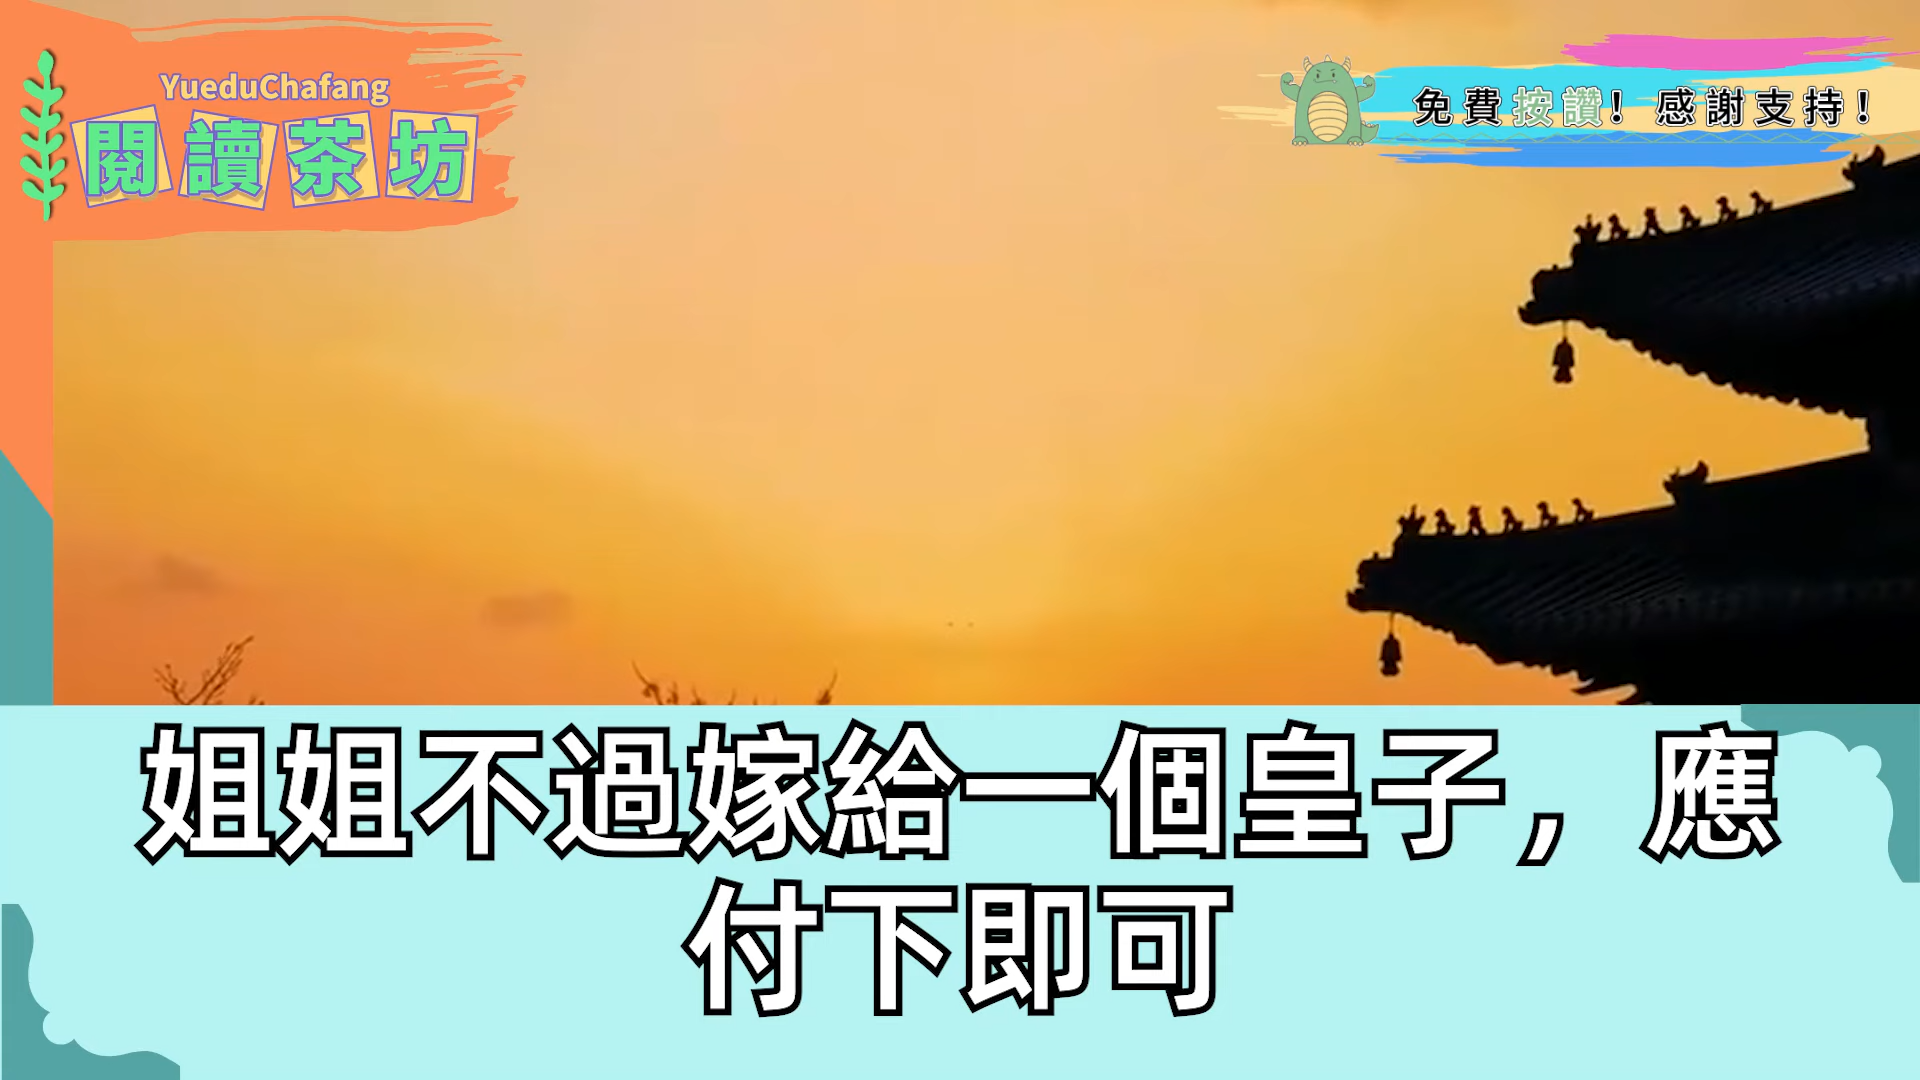 YueduChafang
閱讀茶坊
免費按讚！感謝支持！
姐姐不過嫁給一個皇子，應
付下即可